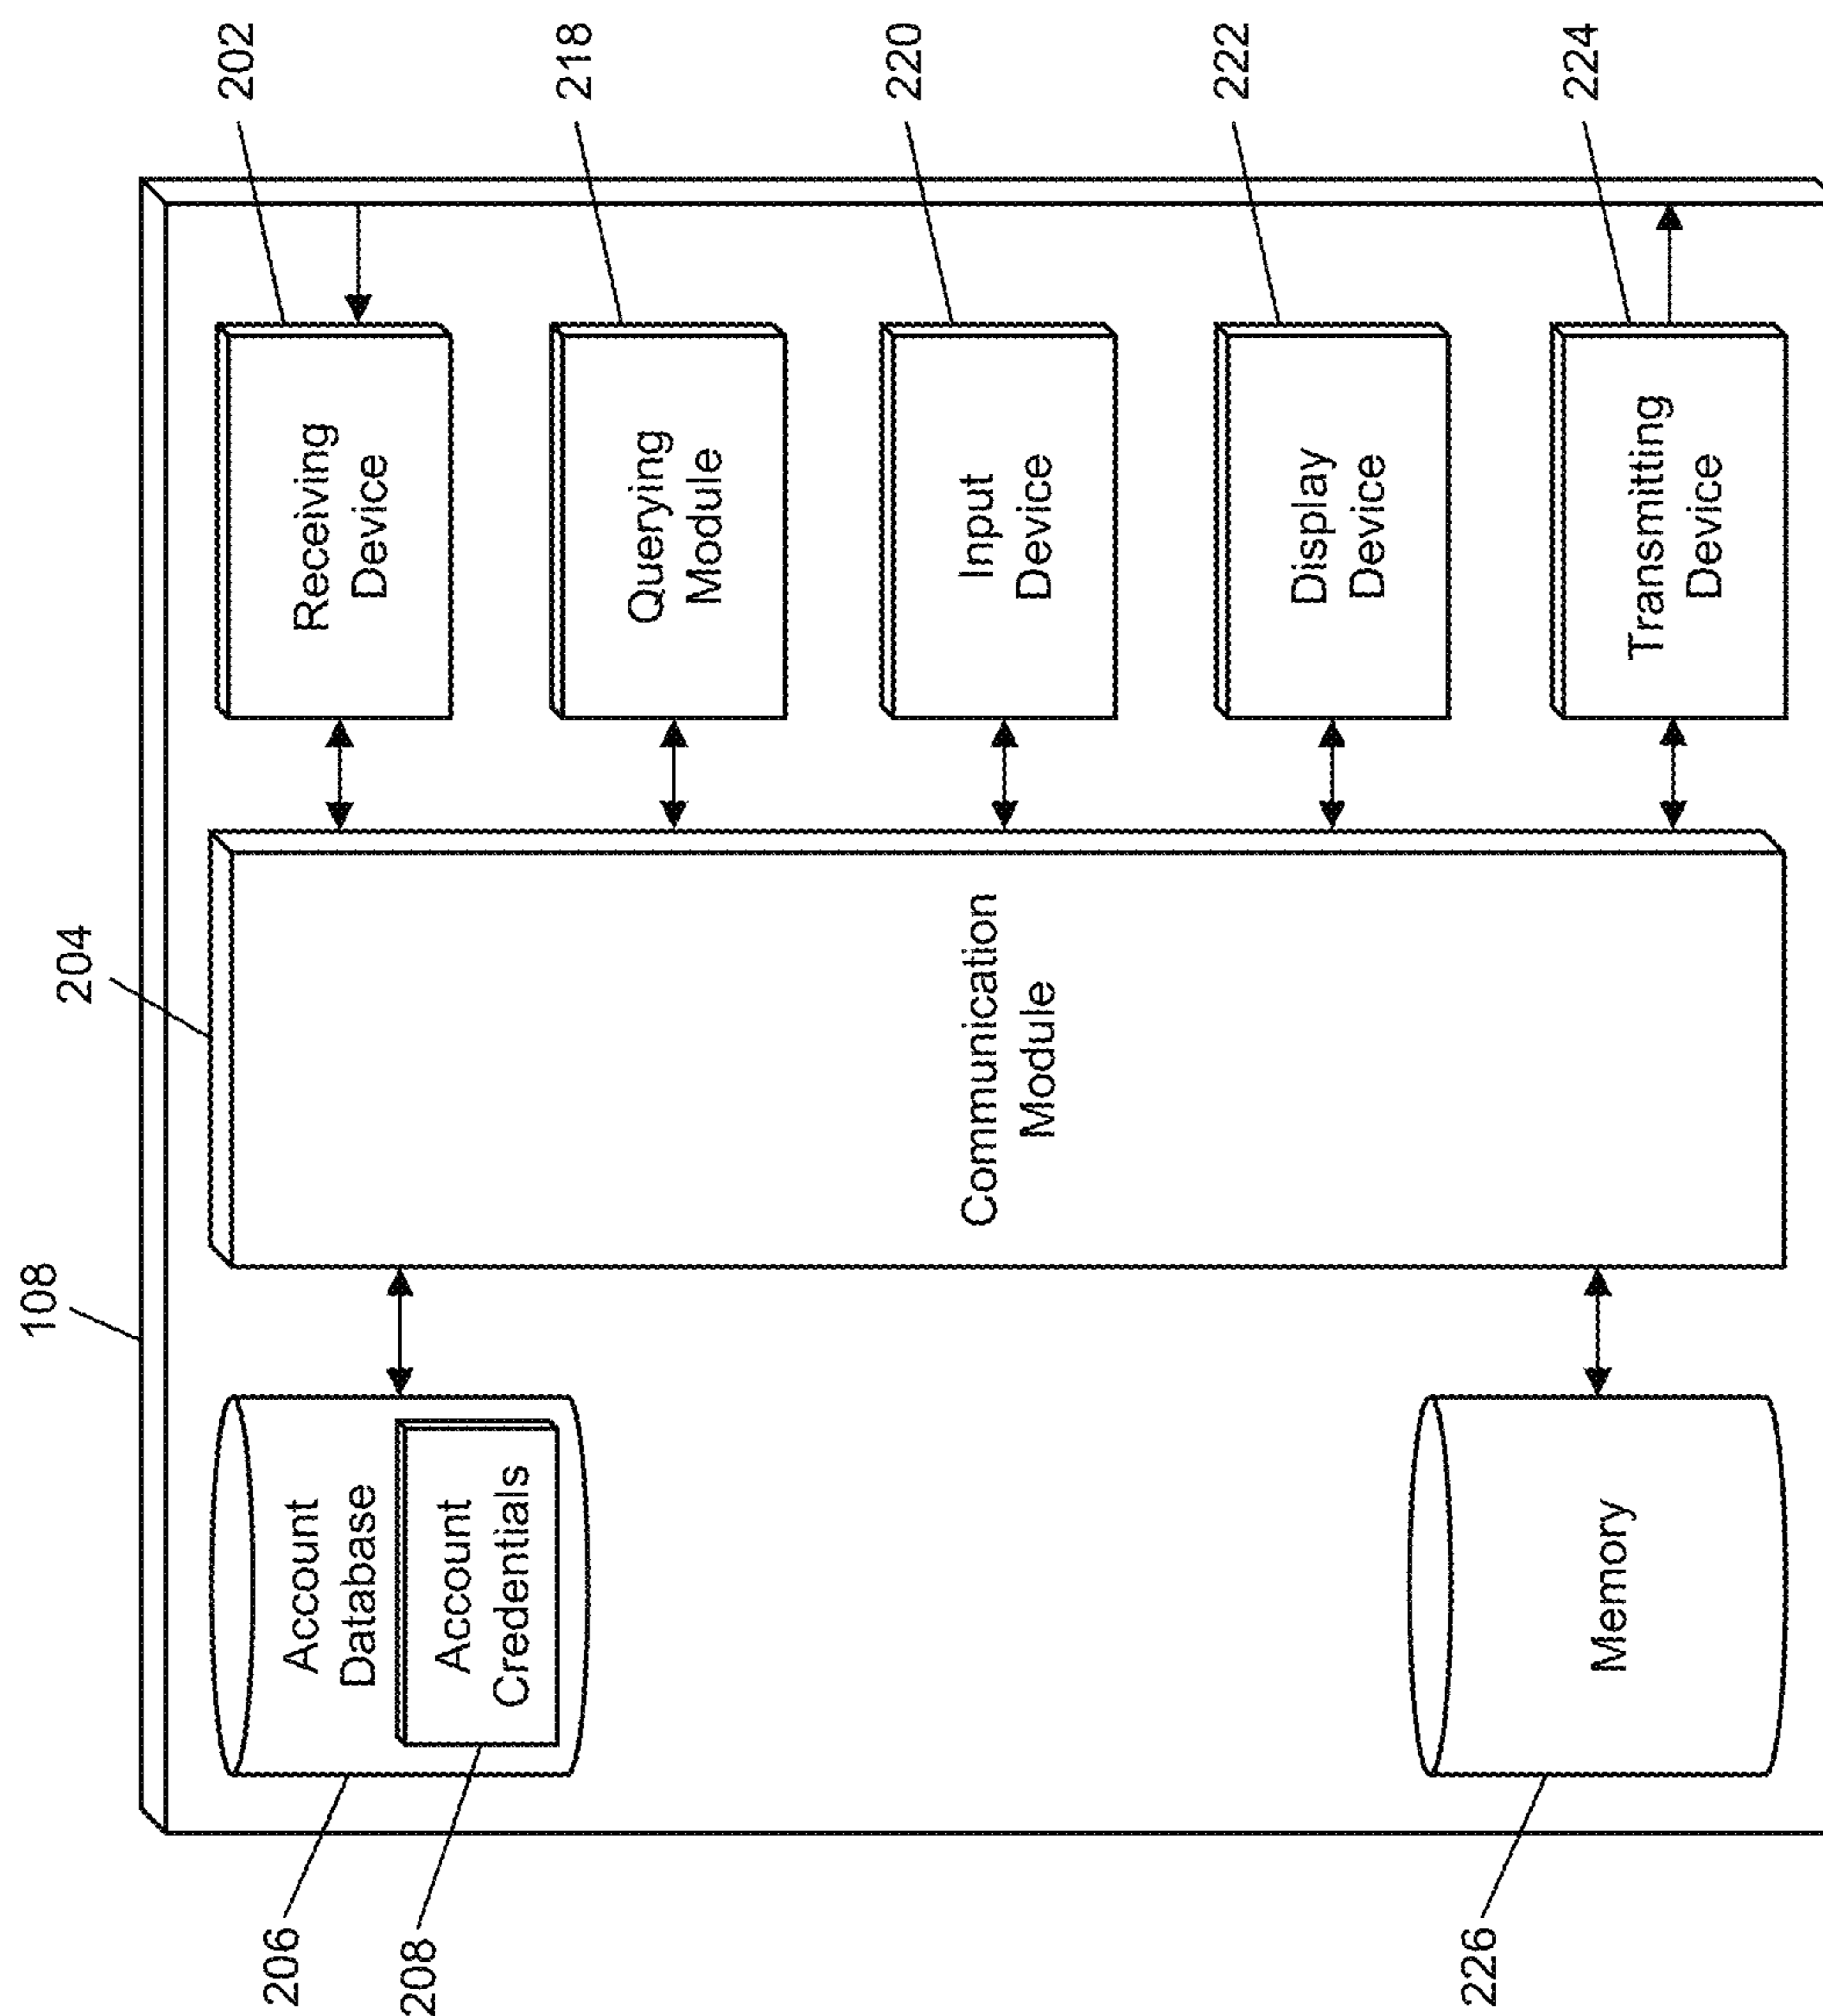 108
204
206
Account
Database
208
Account
Credentials
226
Memory
Communication
Module
Receiving
Device
202
Querying
Module
218
Input
Device
220
Display
Device
222
Transmitting
Device
224